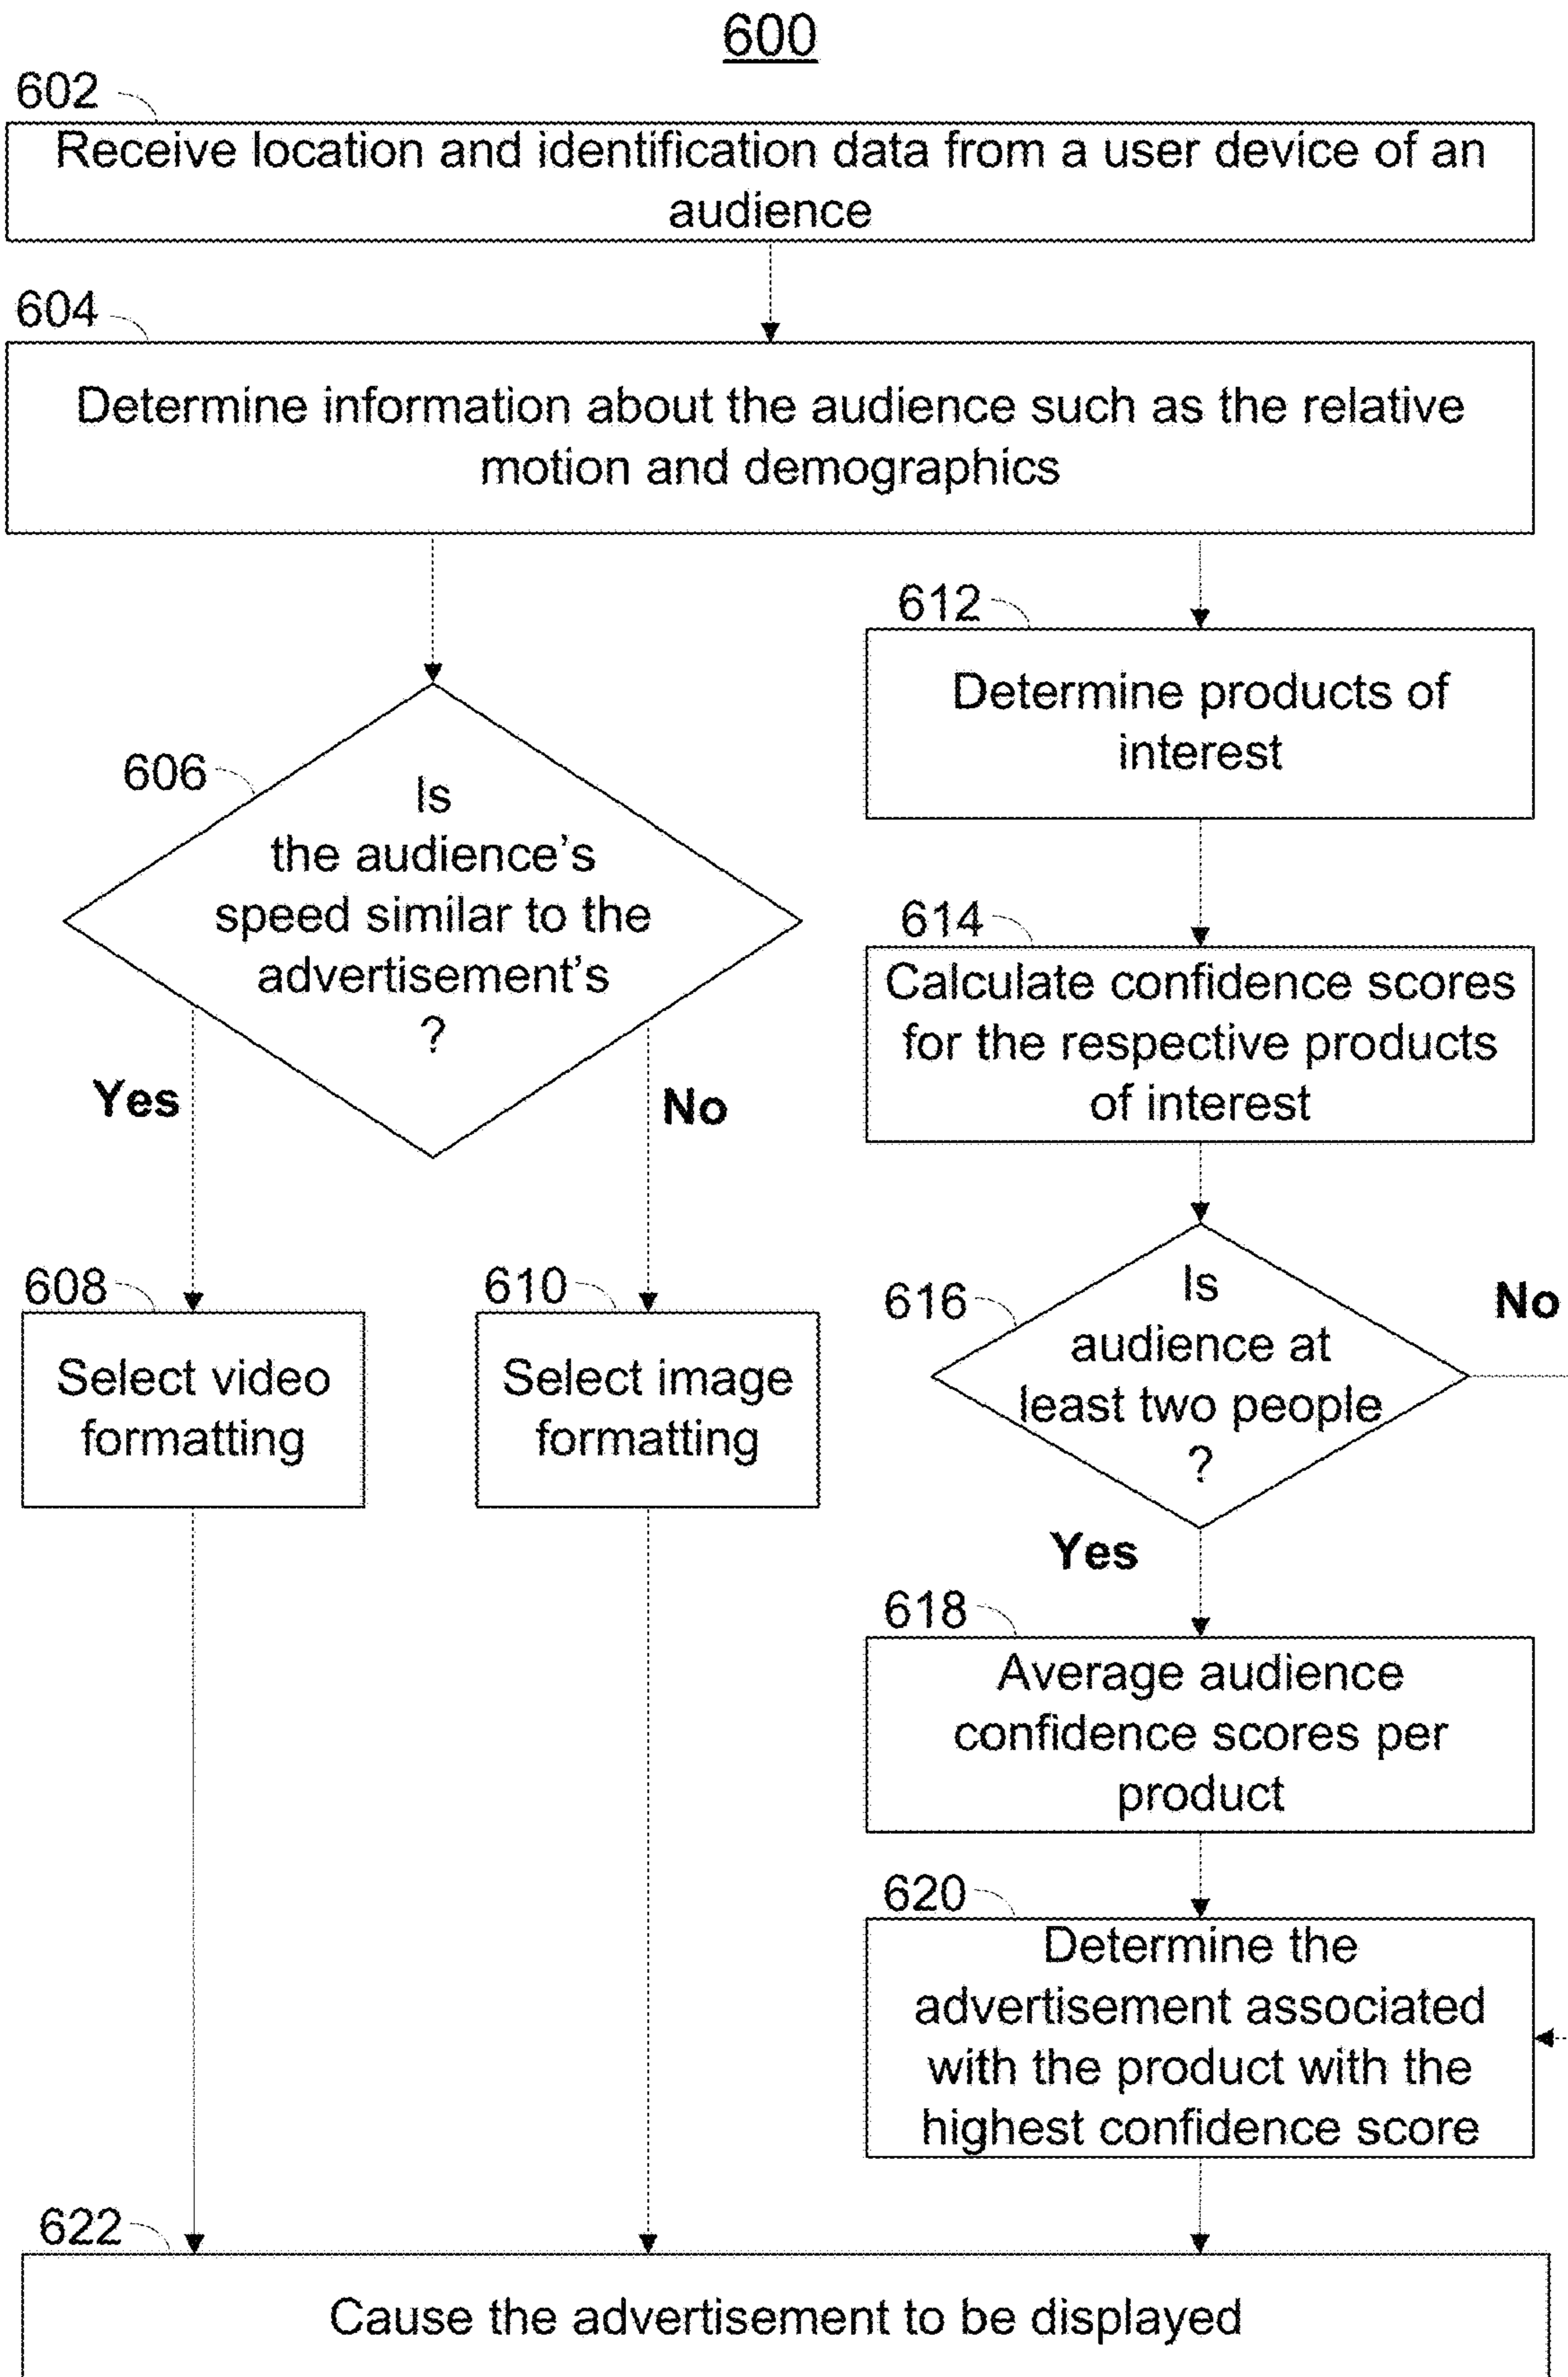 600
602
Receive location and identification data from a user device of an
audience
604
Determine information about the audience such as the relative
motion and demographics
606
Is
the audience's
speed similar to the
advertisement's
?
Yes
No
608
Select video
formatting
610
Select image
formatting
612
Determine products of
interest
614
Calculate confidence scores
for the respective products
of interest
616
Is
audience at
least two people
?
No
Yes
618
Average audience
confidence scores per
product
620
Determine the
advertisement associated
with the product with the
highest confidence score
622
Cause the advertisement to be displayed